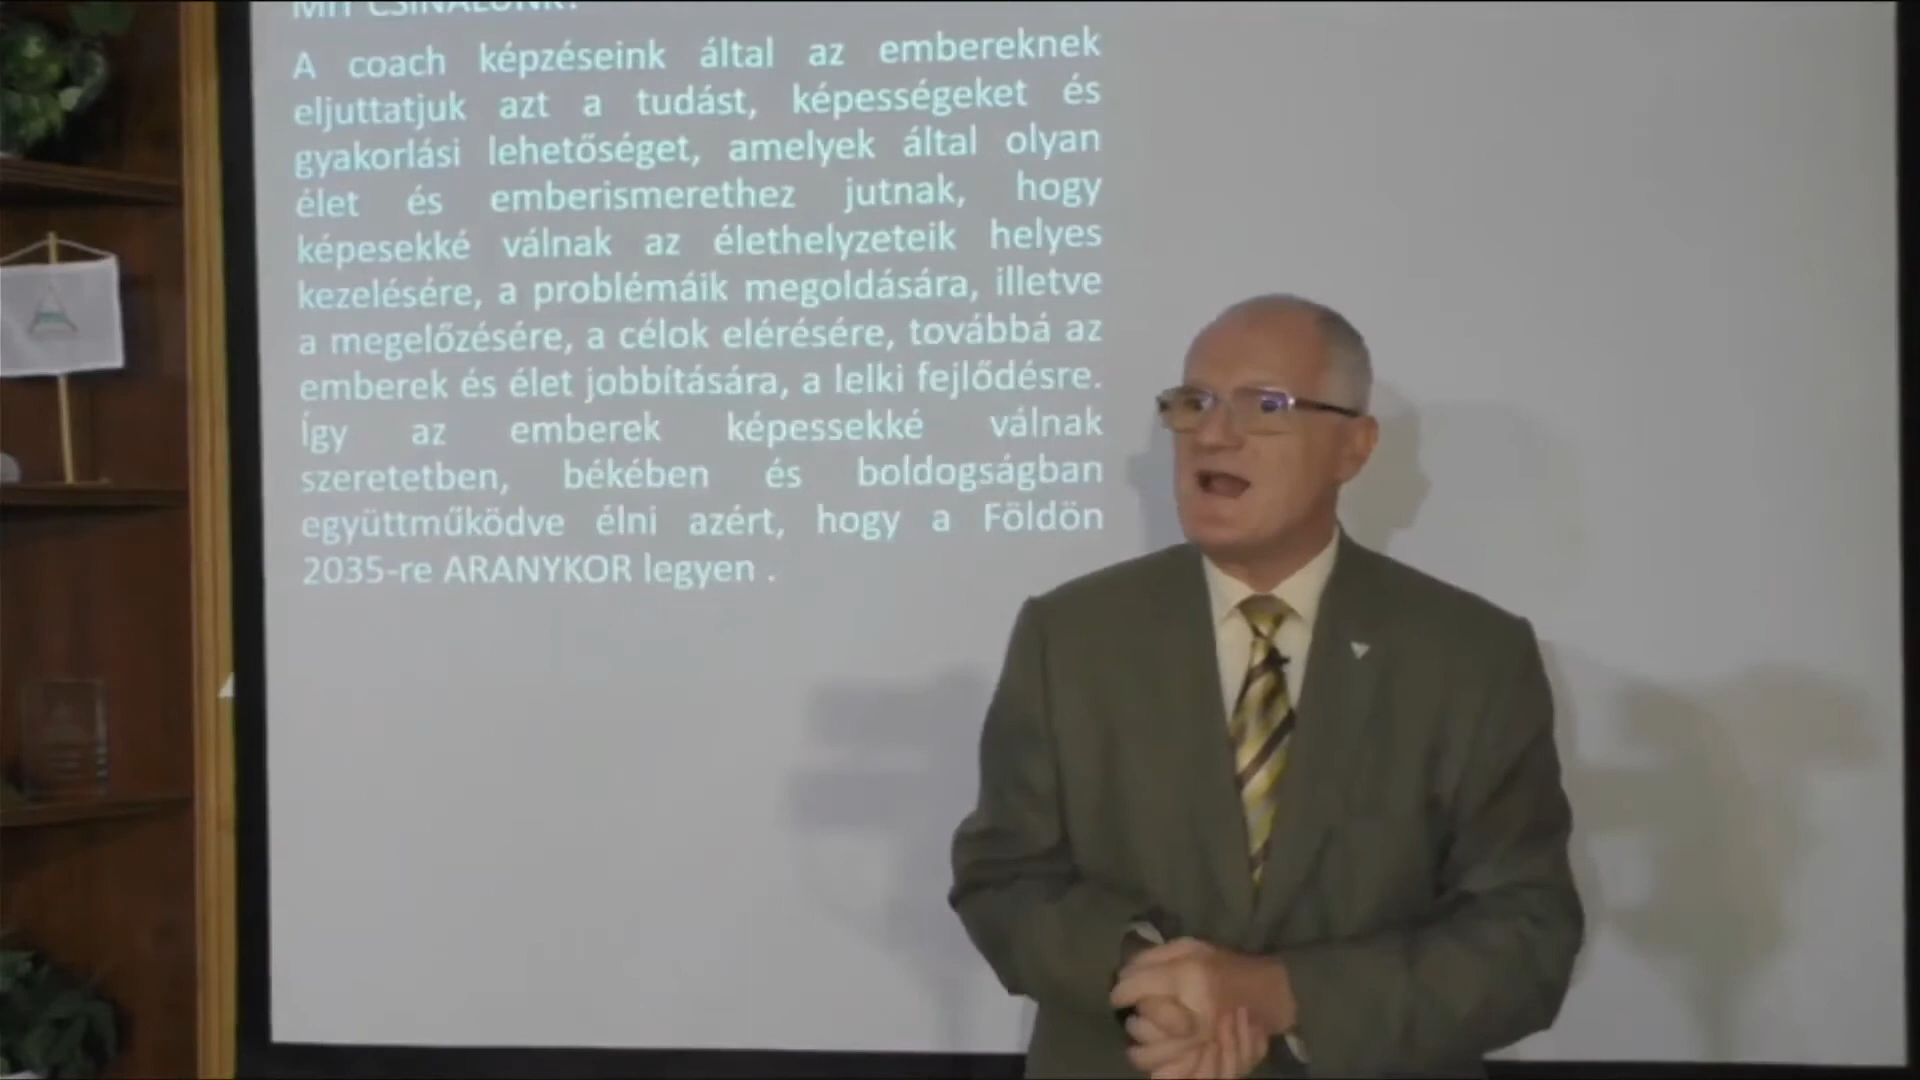 MIT CSINÁLUNK?
A coach képzéseink által az embereknek
eljuttatjuk azt a tudást, képességeket és
gyakorlási lehetőséget, amelyek által olyan
élet és emberismerethez jutnak, hogy
képesekké válnak az élethelyzeteik helyes
kezelésére, a problémáik megoldására, illetve
a megelőzésére, a célok elérésére, továbbá az
emberek és élet jobbítására, a lelki fejlődésre.
Így az emberek képessekké válnak
szeretetben, békében és boldogságban
együttműködve élni azért, hogy a Földön
2035-re ARANYKOR legyen .